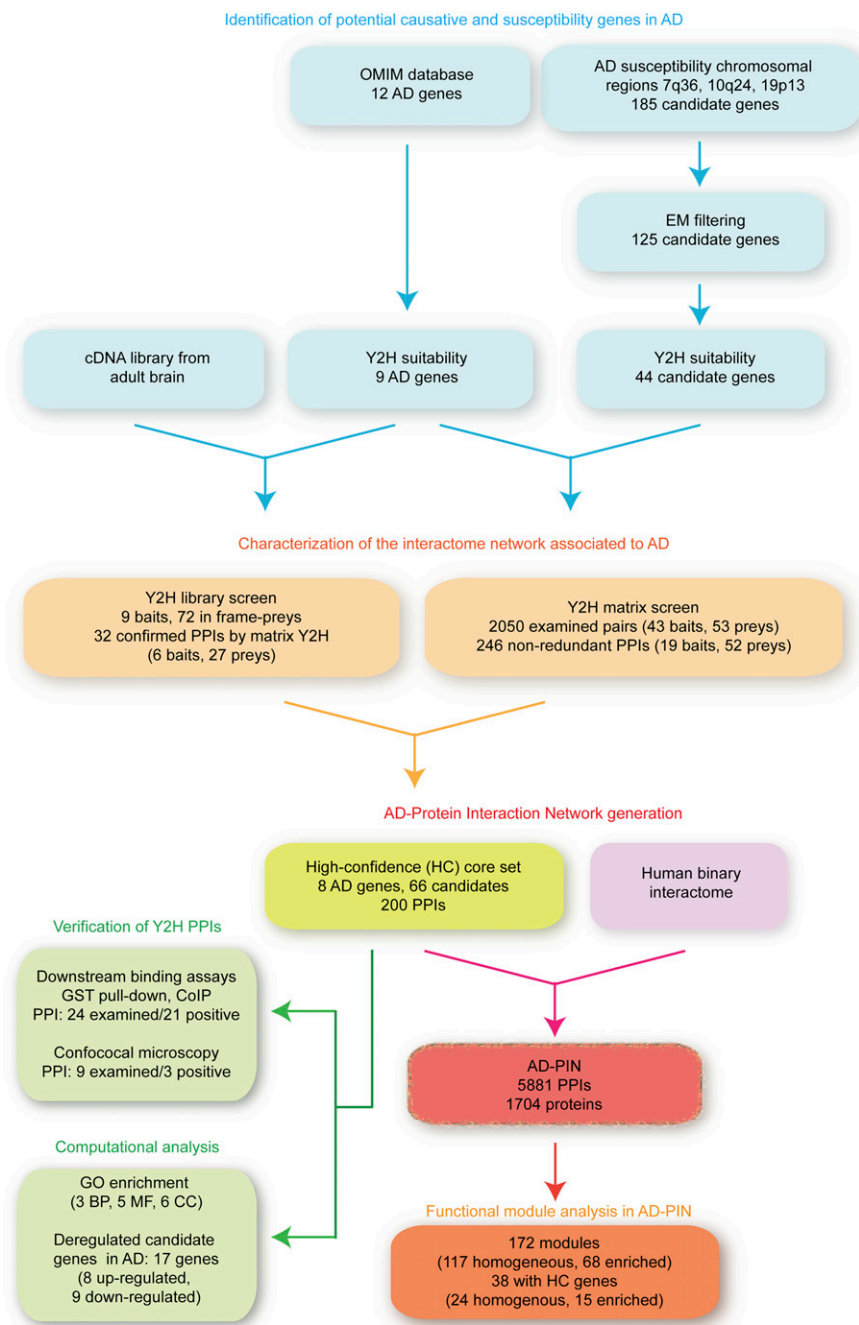 Identification of potential causative and susceptibility genes in AD
OMIM database
12 AD genes
AD susceptibility chromosomal
regions 7q36, 10q24, 19p13
185 candidate genes
EM filtering
125 candidate genes
cDNA library from
adult brain
Y2H suitability
9 AD genes
Y2H suitability
44 candidate genes
Characterization of the interactome network associated to AD
Y2H library screen
9 baits, 72 in frame-preys
32 confirmed PPIs by matrix Y2H
(6 baits, 27 preys)
Y2H matrix screen
2050 examined pairs (43 baits, 53 preys)
246 non-redundant PPIs (19 baits, 52 preys)
AD-Protein Interaction Network generation
High-confidence (HC) core set
8 AD genes, 66 candidates
200 PPIs
Human binary
interactome
Verification of Y2H PPIs
Downstream binding assays
GST pull-down, CoIP
PPI: 24 examined/21 positive
Confococal microscopy
PPI: 9 examined/3 positive
AD-PIN
5881 PPIs
1704 proteins
Computational analysis
GO enrichment
(3 BP, 5 MF, 6 CC)
Deregulated candidate
genes in AD: 17 genes
(8 up-regulated,
9 down-regulated)
Functional module analysis in AD-PIN
172 modules
(117 homogeneous, 68 enriched)
38 with HC genes
(24 homogenous, 15 enriched)